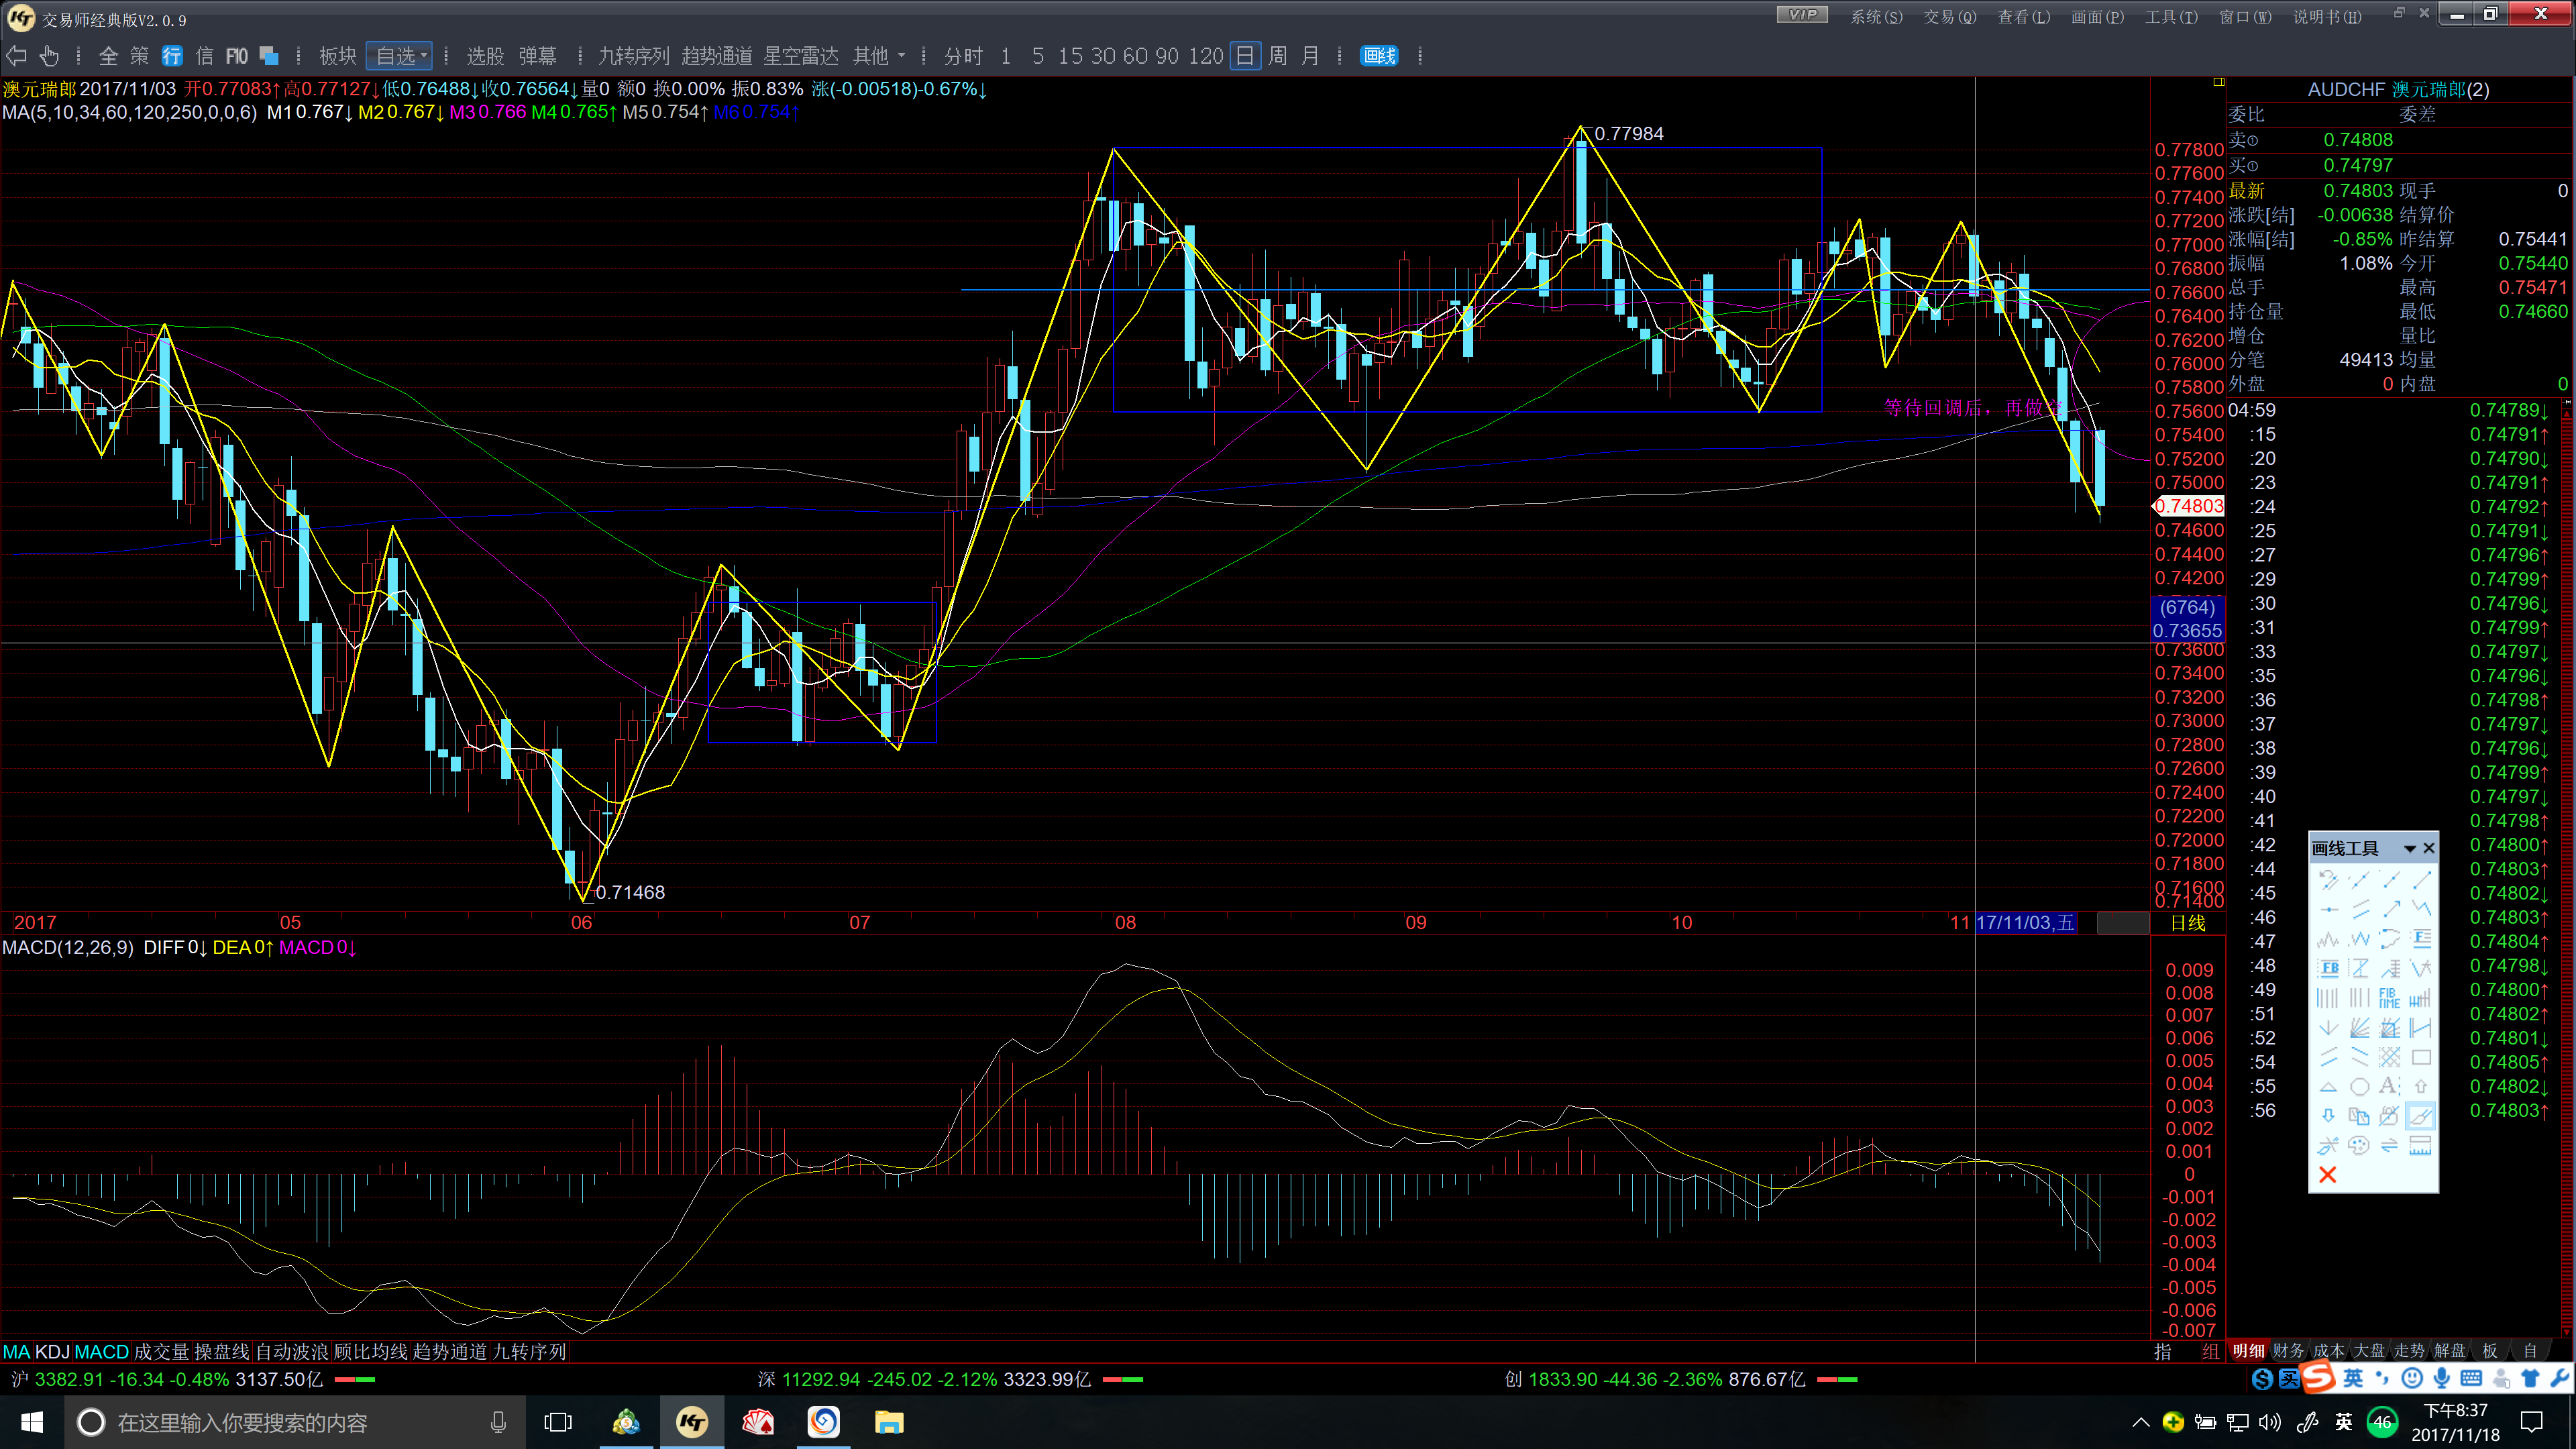 交易师经典版V2.0.9
VIP 系统(S) 交易(Q) 查看(L) 画面(P) 工具(T) 窗口(W) 说明书(H)
全 策 行 信 F10 板块 自选 选股 弹幕 九转序列 趋势通道 星空雷达 其他 分时 1 5 15 30 60 90 120 日 周 月 画线
澳元瑞郎 2017/11/03 开0.77083↑高0.77127↓低0.76488↓收0.76564↓量0 额0 换0.00% 振0.83% 涨(-0.00518)-0.67%↓
MA(5,10,34,60,120,250,0,0,6) M1 0.767↓ M2 0.767↓ M3 0.766 M4 0.765↑ M5 0.754↑ M6 0.754↑
0.77984
等待回调后，再做空
0.71468
0.77800
0.77600
0.77400
0.77200
0.77000
0.76800
0.76600
0.76400
0.76200
0.76000
0.75800
0.75600
0.75400
0.75200
0.75000
0.74803
0.74600
0.74400
0.74200
(6764)
0.73655
0.73600
0.73400
0.73200
0.73000
0.72800
0.72600
0.72400
0.72200
0.72000
0.71800
0.71600
0.71400
2017 05 06 07 08 09 10 11 17/11/03,五 日线
MACD(12,26,9) DIFF 0↓ DEA 0↑ MACD 0↓
0.009
0.008
0.007
0.006
0.005
0.004
0.003
0.002
0.001
0
-0.001
-0.002
-0.003
-0.004
-0.005
-0.006
-0.007
MA KDJ MACD 成交量 操盘线 自动波浪 顾比均线 趋势通道 九转序列 指 组
AUDCHF 澳元瑞郎(2)
委比 委差
卖① 0.74808
买① 0.74797
最新 0.74803 现手 0
涨跌[结] -0.00638 结算价
涨幅[结] -0.85% 昨结算 0.75441
振幅 1.08% 今开 0.75440
总手 最高 0.75471
持仓量 最低 0.74660
增仓 量比
分笔 49413 均量
外盘 0 内盘 0
04:59 0.74789↓
:15 0.74791↑
:20 0.74790↓
:23 0.74791↑
:24 0.74792↑
:25 0.74791↓
:27 0.74796↑
:29 0.74799↑
:30 0.74796↓
:31 0.74799↑
:33 0.74797↓
:35 0.74796↓
:36 0.74798↑
:37 0.74797↓
:38 0.74796↓
:39 0.74799↑
:40 0.74797↓
:41 0.74798↑
:42 0.74800↑
:44 0.74803↑
:45 0.74802↓
:46 0.74803↑
:47 0.74804↑
:48 0.74798↓
:49 0.74800↑
:51 0.74802↑
:52 0.74801↓
:54 0.74805↑
:55 0.74802↓
:56 0.74803↑
画线工具
FB
FIB TIME
明细 财务 成本 大盘 走势 解盘 板 自
沪 3382.91 -16.34 -0.48% 3137.50亿 深 11292.94 -245.02 -2.12% 3323.99亿 创 1833.90 -44.36 -2.36% 876.67亿
英
在这里输入你要搜索的内容
英 46 下午8:37
2017/11/18